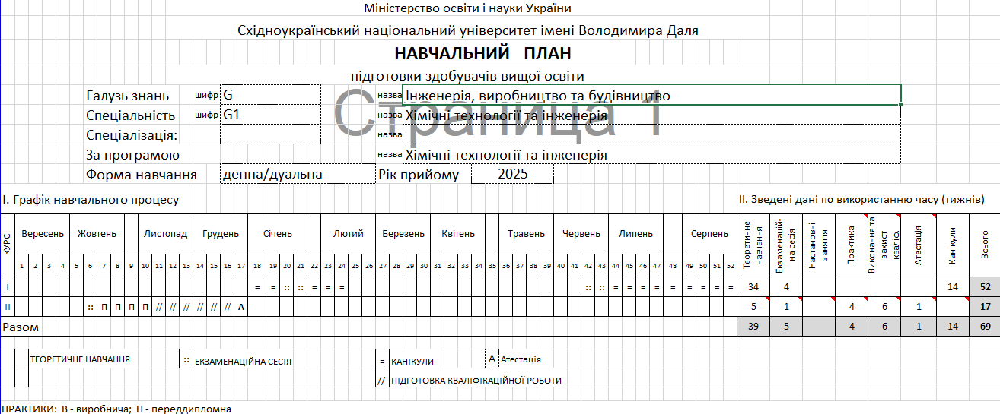 Міністерство освіти і науки України
Східноукраїнський національний університет імені Володимира Даля
НАВЧАЛЬНИЙ ПЛАН
підготовки здобувачів вищої освіти
Галузь знань шифр G назва Інженерія, виробництво та будівництво
Спеціальність шифр G1 назва Хімічні технології та інженерія
Страница 1
Спеціалізація: назва
За програмою назва Хімічні технології та інженерія
Форма навчання денна/дуальна Рік прийому 2025
І. Графік навчального процесу ІІ. Зведені дані по використанню часу (тижнів)
КУРС Вересень Жовтень Листопад Грудень Січень Лютий Березень Квітень Травень Червень Липень Серпень Теоретичне навчання Екзаменацій-на сесія Настановні заняття Практика Виконання та захист кваліф. Атестація Канікули Всього
1 2 3 4 5 6 7 8 9 10 11 12 13 14 15 16 17 18 19 20 21 22 23 24 25 26 27 28 29 30 31 32 33 34 35 36 37 38 39 40 41 42 43 44 45 46 47 48 49 50 51 52
І = = :: :: = = = :: :: = = = = = = = = = 34 4 14 52
ІІ :: П П П П // // // // // // А 5 1 4 6 1 17
Разом 39 5 4 6 1 14 69
ТЕОРЕТИЧНЕ НАВЧАННЯ :: ЕКЗАМЕНАЦІЙНА СЕСІЯ = КАНІКУЛИ А Атестація
// ПІДГОТОВКА КВАЛІФІКАЦІЙНОЇ РОБОТИ
ПРАКТИКИ: В - виробнича; П - переддипломна